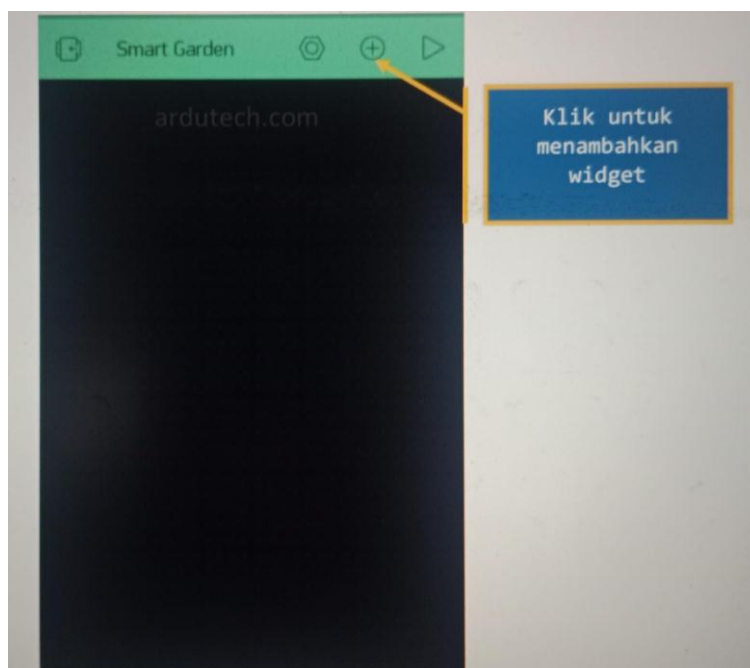 Smart Garden
ardutech.com
Klik untuk
menambahkan
widget